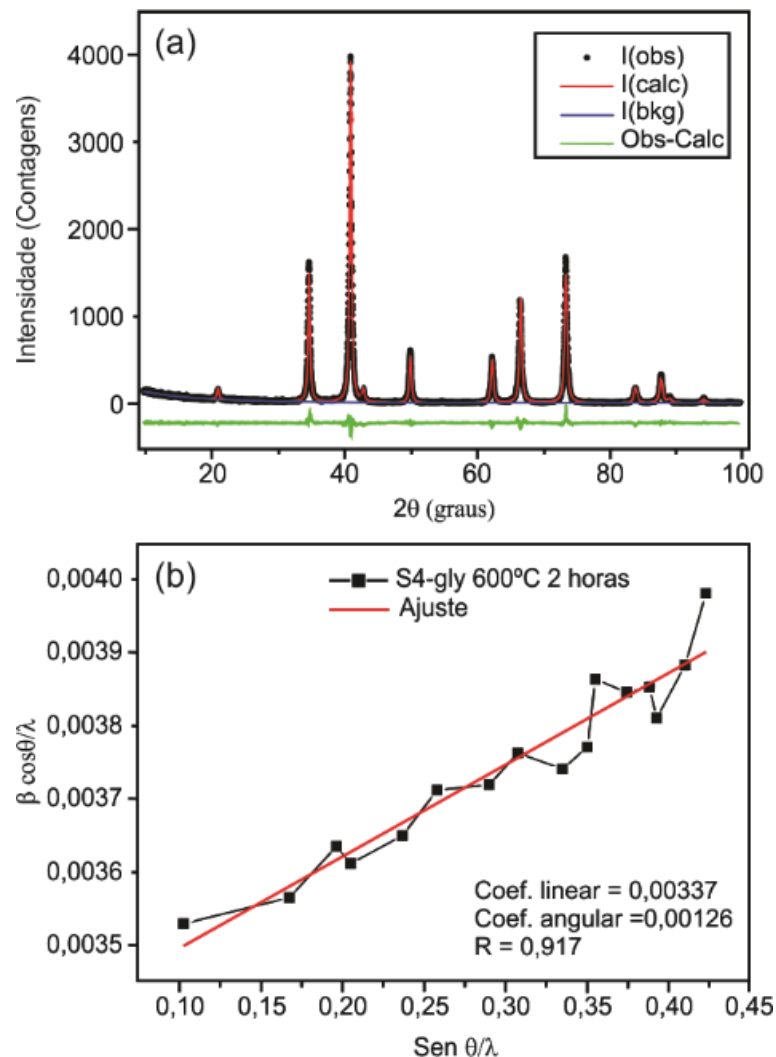 (a)
I(obs)
I(calc)
I(bkg)
Obs-Calc
Intensidade (Contagens)
4000
3000
2000
1000
0
20
40
60
80
100
2θ (graus)
(b)
S4-gly 600ºC 2 horas
Ajuste
β cosθ/λ
0,0040
0,0039
0,0038
0,0037
0,0036
0,0035
Coef. linear = 0,00337
Coef. angular =0,00126
R = 0,917
0,10
0,15
0,20
0,25
0,30
0,35
0,40
0,45
Sen θ/λ